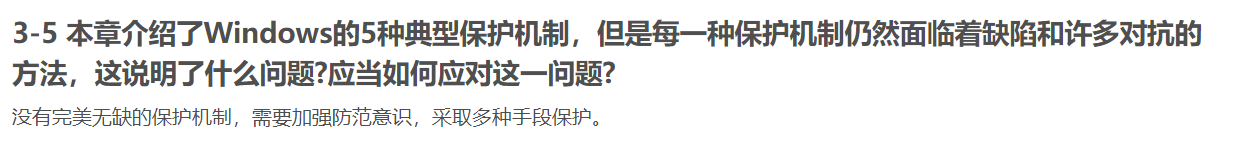 3-5 本章介绍了Windows的5种典型保护机制，但是每一种保护机制仍然面临着缺陷和许多对抗的
方法，这说明了什么问题?应当如何应对这一问题?
没有完美无缺的保护机制，需要加强防范意识，采取多种手段保护。